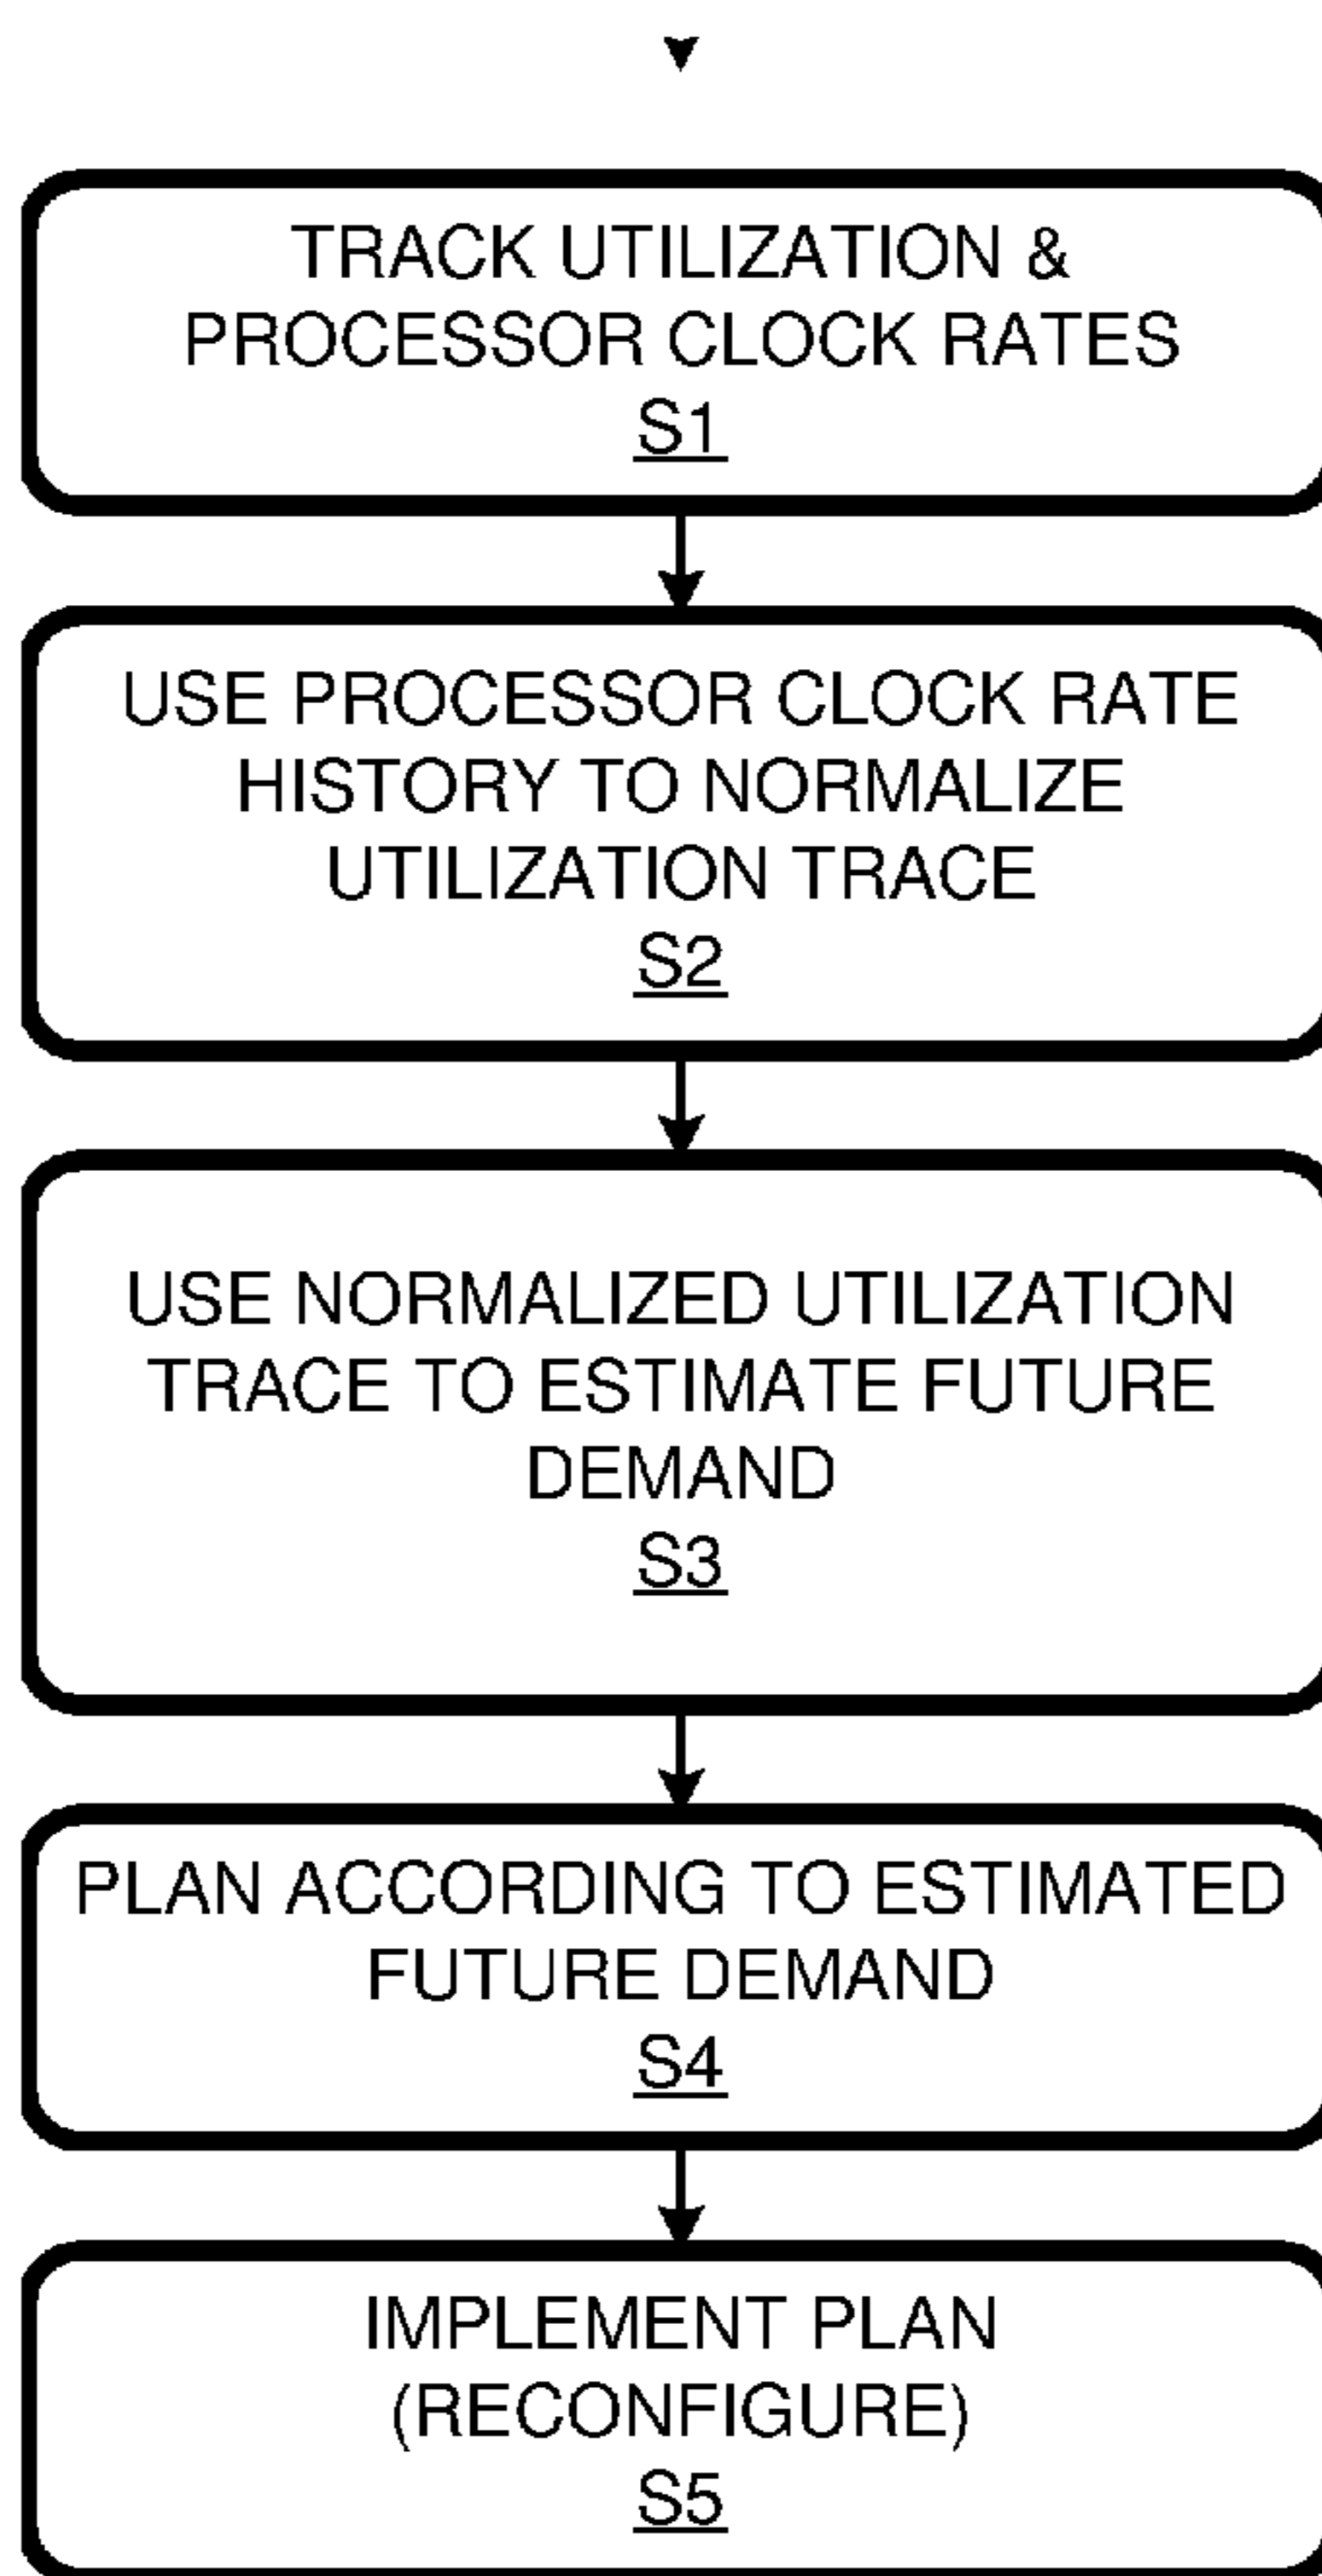 TRACK UTILIZATION &
PROCESSOR CLOCK RATES
S1
USE PROCESSOR CLOCK RATE
HISTORY TO NORMALIZE
UTILIZATION TRACE
S2
USE NORMALIZED UTILIZATION
TRACE TO ESTIMATE FUTURE
DEMAND
S3
PLAN ACCORDING TO ESTIMATED
FUTURE DEMAND
S4
IMPLEMENT PLAN
(RECONFIGURE)
S5